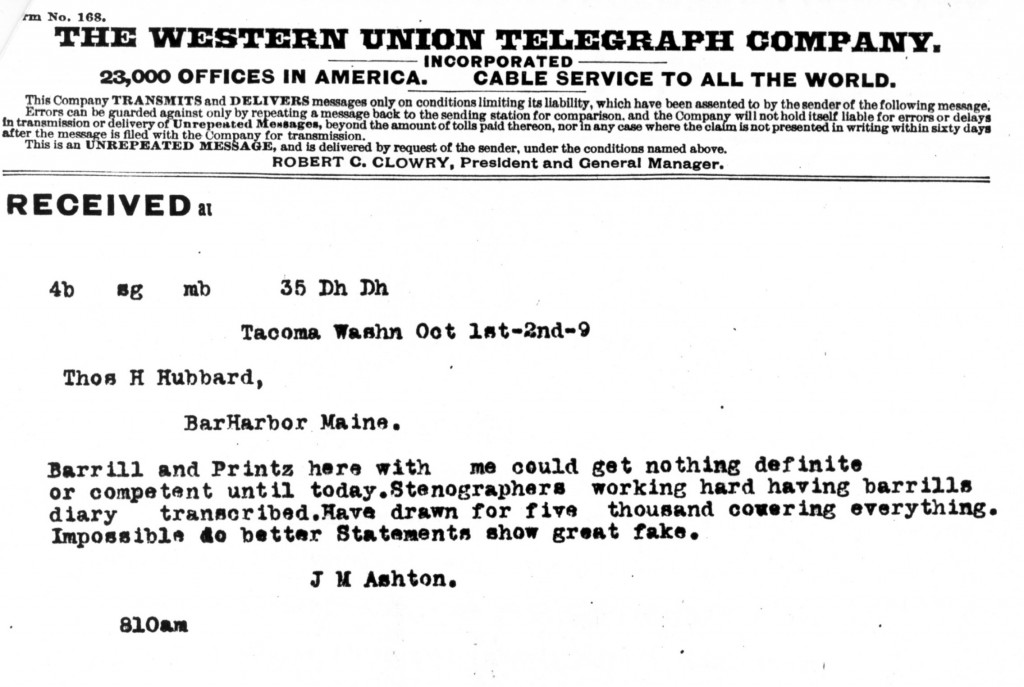 rm No. 168.
THE WESTERN UNION TELEGRAPH COMPANY.
INCORPORATED
23,000 OFFICES IN AMERICA. CABLE SERVICE TO ALL THE WORLD.
This Company TRANSMITS and DELIVERS messages only on conditions limiting its liability, which have been assented to by the sender of the following message.
Errors can be guarded against only by repeating a message back to the sending station for comparison, and the Company will not hold itself liable for errors or delays
in transmission or delivery of Unrepeated Messages, beyond the amount of tolls paid thereon, nor in any case where the claim is not presented in writing within sixty days
after the message is filed with the Company for transmission.
This is an UNREPEATED MESSAGE, and is delivered by request of the sender, under the conditions named above.
ROBERT C. CLOWRY, President and General Manager.
RECEIVED at
4b sg mb 35 Dh Dh
Tacoma Washn Oct 1st-2nd-9
Thos H Hubbard,
BarHarbor Maine.
Barrill and Printz here with me could get nothing definite
or competent until today.Stenographers working hard having barrills
diary transcribed.Have drawn for five thousand covering everything.
Impossible do better Statements show great fake.
J M Ashton.
810am